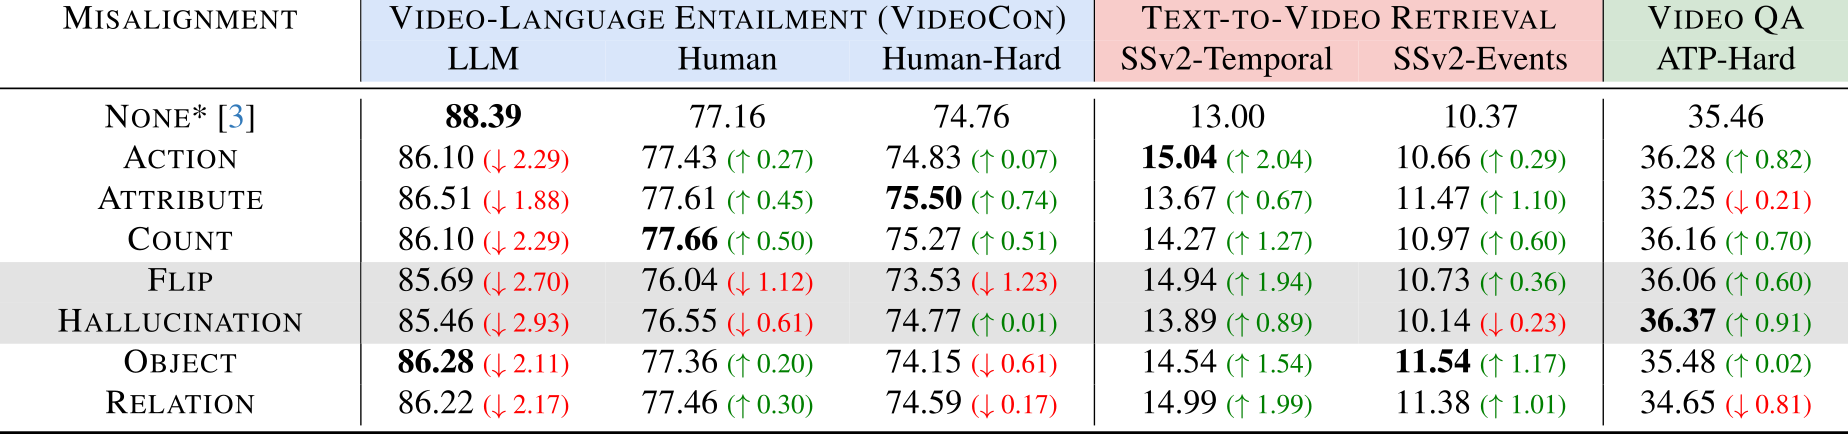 MISALIGNMENT VIDEO-LANGUAGE ENTAILMENT (VIDEOCON) TEXT-TO-VIDEO RETRIEVAL VIDEO QA
LLM Human Human-Hard SSv2-Temporal SSv2-Events ATP-Hard
NONE* [3] 88.39 77.16 74.76 13.00 10.37 35.46
ACTION 86.10 (↓ 2.29) 77.43 (↑ 0.27) 74.83 (↑ 0.07) 15.04 (↑ 2.04) 10.66 (↑ 0.29) 36.28 (↑ 0.82)
ATTRIBUTE 86.51 (↓ 1.88) 77.61 (↑ 0.45) 75.50 (↑ 0.74) 13.67 (↑ 0.67) 11.47 (↑ 1.10) 35.25 (↓ 0.21)
COUNT 86.10 (↓ 2.29) 77.66 (↑ 0.50) 75.27 (↑ 0.51) 14.27 (↑ 1.27) 10.97 (↑ 0.60) 36.16 (↑ 0.70)
FLIP 85.69 (↓ 2.70) 76.04 (↓ 1.12) 73.53 (↓ 1.23) 14.94 (↑ 1.94) 10.73 (↑ 0.36) 36.06 (↑ 0.60)
HALLUCINATION 85.46 (↓ 2.93) 76.55 (↓ 0.61) 74.77 (↑ 0.01) 13.89 (↑ 0.89) 10.14 (↓ 0.23) 36.37 (↑ 0.91)
OBJECT 86.28 (↓ 2.11) 77.36 (↑ 0.20) 74.15 (↓ 0.61) 14.54 (↑ 1.54) 11.54 (↑ 1.17) 35.48 (↑ 0.02)
RELATION 86.22 (↓ 2.17) 77.46 (↑ 0.30) 74.59 (↓ 0.17) 14.99 (↑ 1.99) 11.38 (↑ 1.01) 34.65 (↓ 0.81)